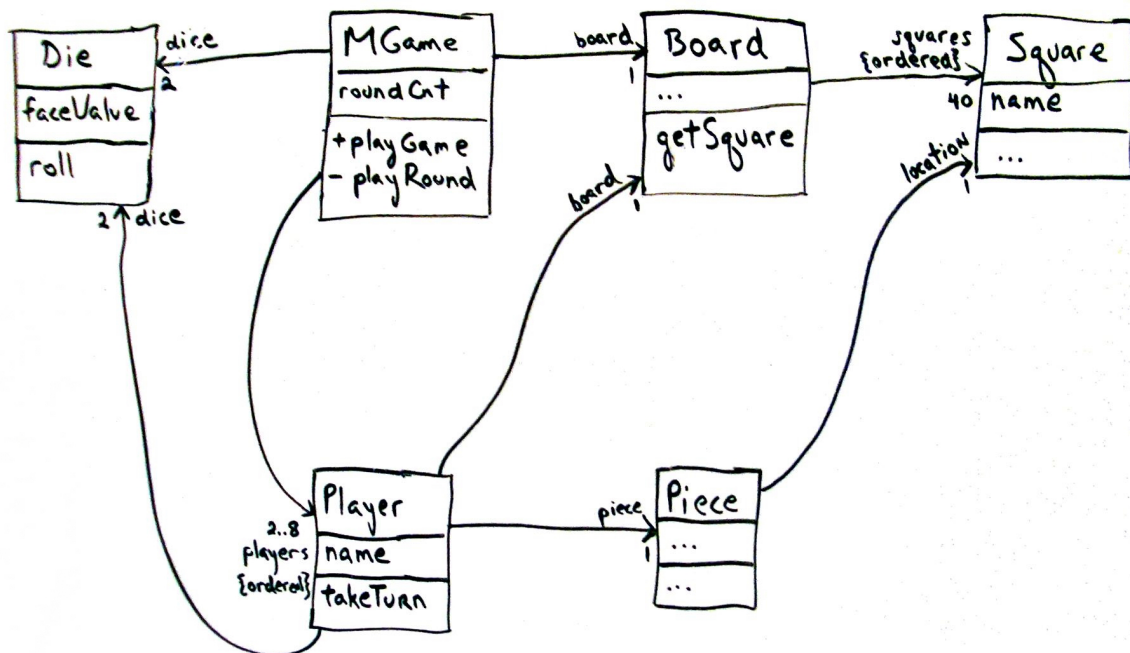 Die
faceValue
roll
dice
2
MGame
roundCnt
+playGame
- playRound
board
1
Board
...
getSquare
squares
{ordered}
40
Square
name
...
2 dice
board
1
location
1
2..8
players
{ordered}
Player
name
takeTurn
piece
1
Piece
...
...